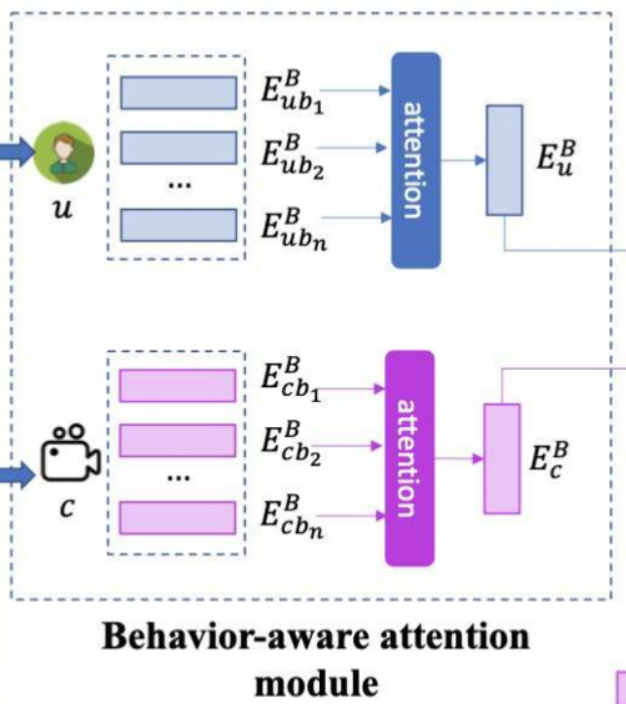 E^B_{ub_1}
E^B_{ub_2}
...
E^B_{ub_n}
u
attention
E^B_u
E^B_{cb_1}
E^B_{cb_2}
...
E^B_{cb_n}
c
attention
E^B_c
Behavior-aware attention
module